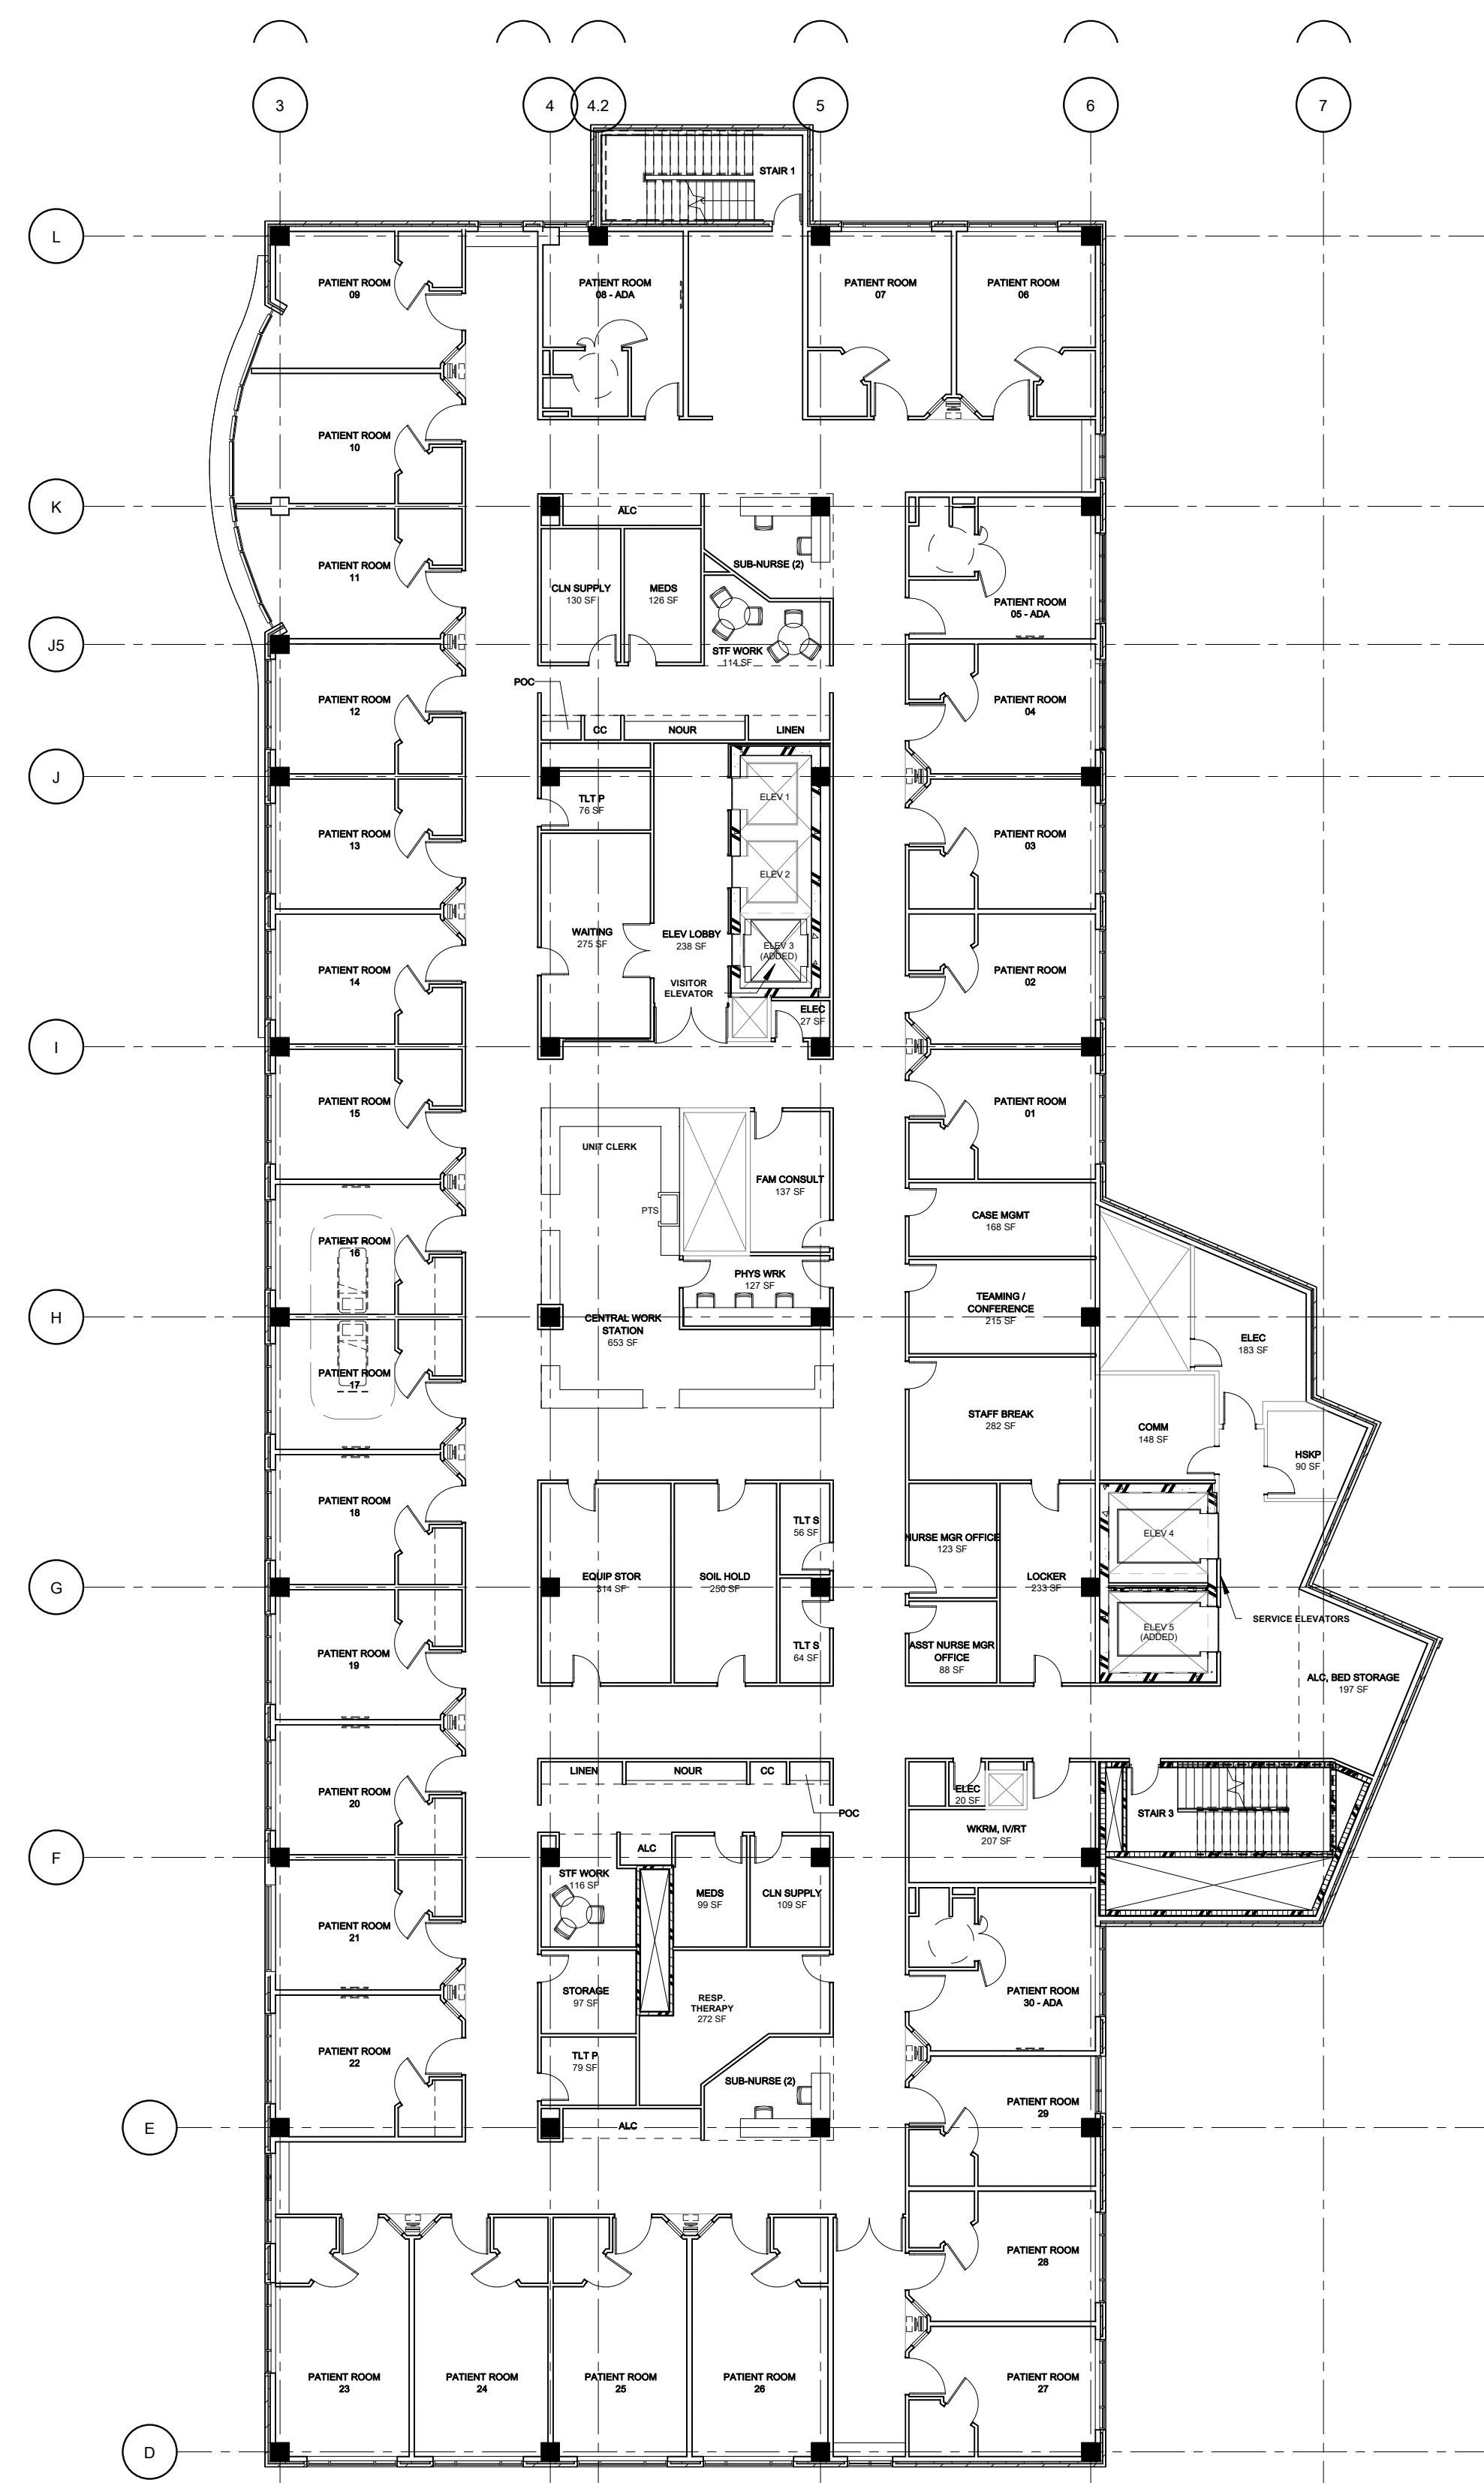 3
4
4.2
5
6
7
STAIR 1
L
PATIENT ROOM
09
PATIENT ROOM
08 - ADA
PATIENT ROOM
07
PATIENT ROOM
06
PATIENT ROOM
10
K
ALC
SUB-NURSE (2)
PATIENT ROOM
11
CLN SUPPLY
130 SF
MEDS
126 SF
PATIENT ROOM
05 - ADA
J5
STF WORK
114 SF
POC
PATIENT ROOM
12
PATIENT ROOM
04
CC
NOUR
LINEN
J
TLT P
76 SF
ELEV 1
PATIENT ROOM
13
PATIENT ROOM
03
ELEV 2
WAITING
275 SF
ELEV LOBBY
238 SF
ELEV 3
(ADDED)
PATIENT ROOM
14
PATIENT ROOM
02
VISITOR
ELEVATOR
ELEC
27 SF
I
PATIENT ROOM
15
PATIENT ROOM
01
UNIT CLERK
FAM CONSULT
137 SF
PTS
CASE MGMT
168 SF
PATIENT ROOM
16
PHYS WRK
127 SF
TEAMING /
CONFERENCE
215 SF
H
CENTRAL WORK
STATION
653 SF
ELEC
183 SF
PATIENT ROOM
17
STAFF BREAK
282 SF
COMM
148 SF
HSKP
90 SF
PATIENT ROOM
18
TLT S
56 SF
NURSE MGR OFFICE
123 SF
ELEV 4
G
EQUIP STOR
314 SF
SOIL HOLD
250 SF
LOCKER
233 SF
SERVICE ELEVATORS
ELEV 5
(ADDED)
PATIENT ROOM
19
TLT S
64 SF
ASST NURSE MGR
OFFICE
88 SF
ALC, BED STORAGE
197 SF
LINEN
NOUR
CC
PATIENT ROOM
20
POC
ELEC
20 SF
STAIR 3
WKRM, IV/RT
207 SF
F
ALC
STF WORK
116 SF
MEDS
99 SF
CLN SUPPLY
109 SF
PATIENT ROOM
21
STORAGE
97 SF
RESP.
THERAPY
272 SF
PATIENT ROOM
30 - ADA
PATIENT ROOM
22
TLT P
79 SF
SUB-NURSE (2)
PATIENT ROOM
29
E
ALC
PATIENT ROOM
28
PATIENT ROOM
23
PATIENT ROOM
24
PATIENT ROOM
25
PATIENT ROOM
26
PATIENT ROOM
27
D